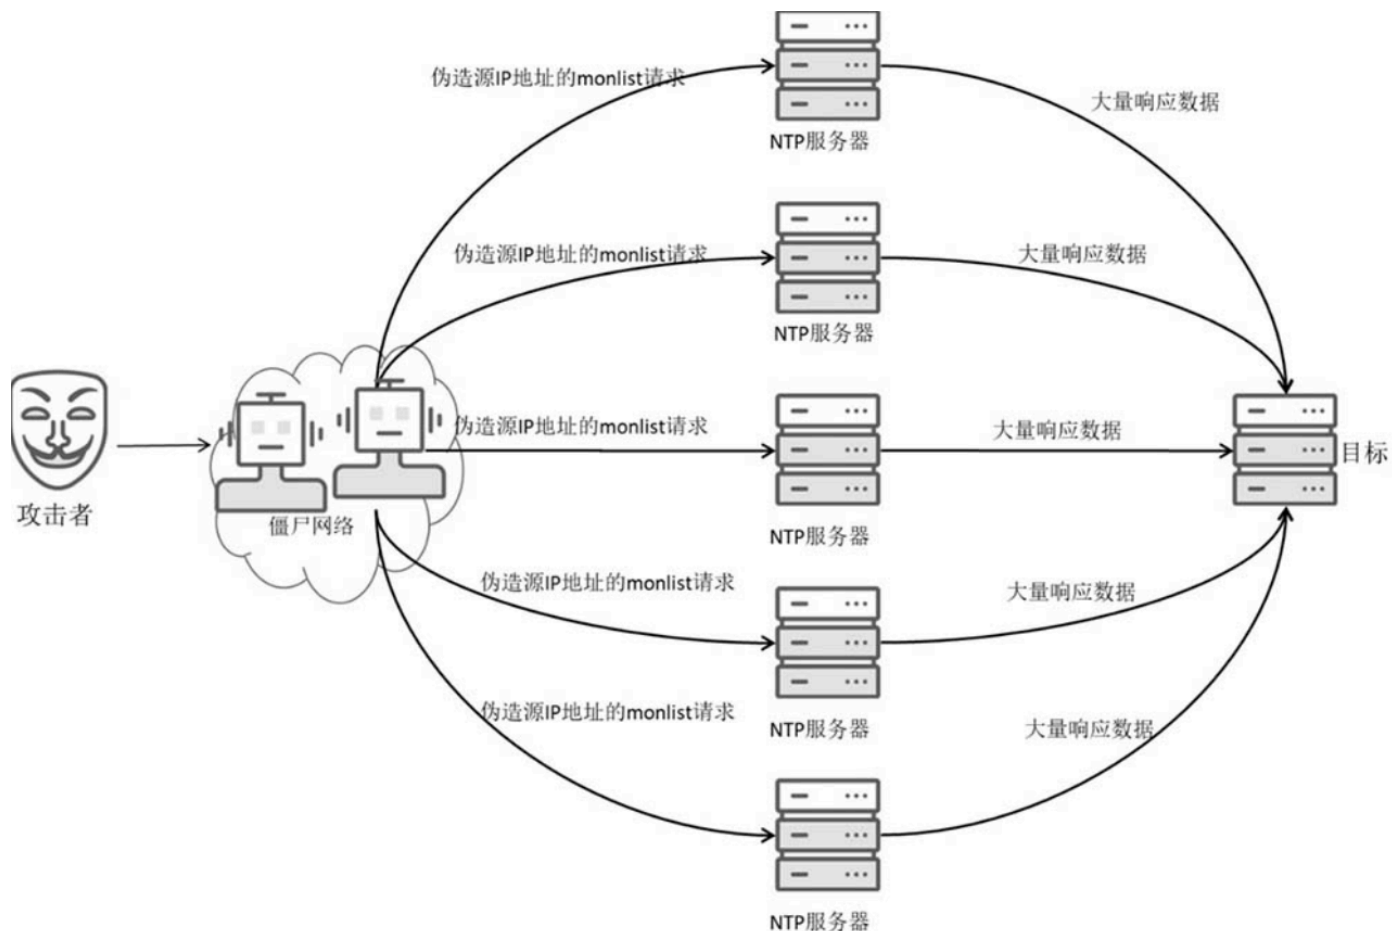 伪造源IP地址的monlist请求
大量响应数据
NTP服务器
伪造源IP地址的monlist请求
大量响应数据
NTP服务器
伪造源IP地址的monlist请求
大量响应数据
目标
攻击者
僵尸网络
NTP服务器
伪造源IP地址的monlist请求
大量响应数据
NTP服务器
伪造源IP地址的monlist请求
大量响应数据
NTP服务器